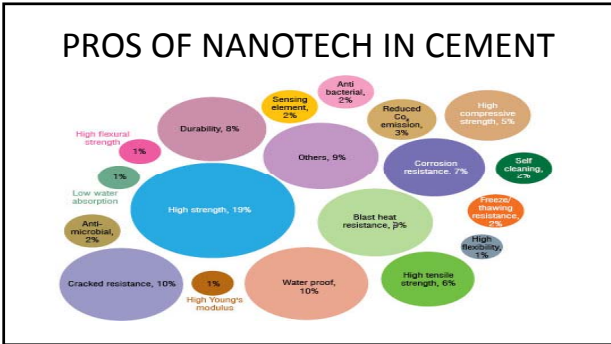 PROS OF NANOTECH IN CEMENT
Anti
bacterial,
2%
Sensing
element,
2%
Reduced
Co₂
emission,
3%
High
compressive
strength, 5%
Durability, 8%
High flexural
strength
1%
Others, 9%
Corrosion
resistance. 7%
Self
cleaning,
2%
1%
Low water
absorption
High strength, 19%
Blast heat
resistance, 9%
Freeze/
thawing
resistance,
2%
Anti-
microbial,
2%
High
flexibility,
1%
Cracked resistance, 10%
1%
High Young's
modulus
Water proof,
10%
High tensile
strength, 6%